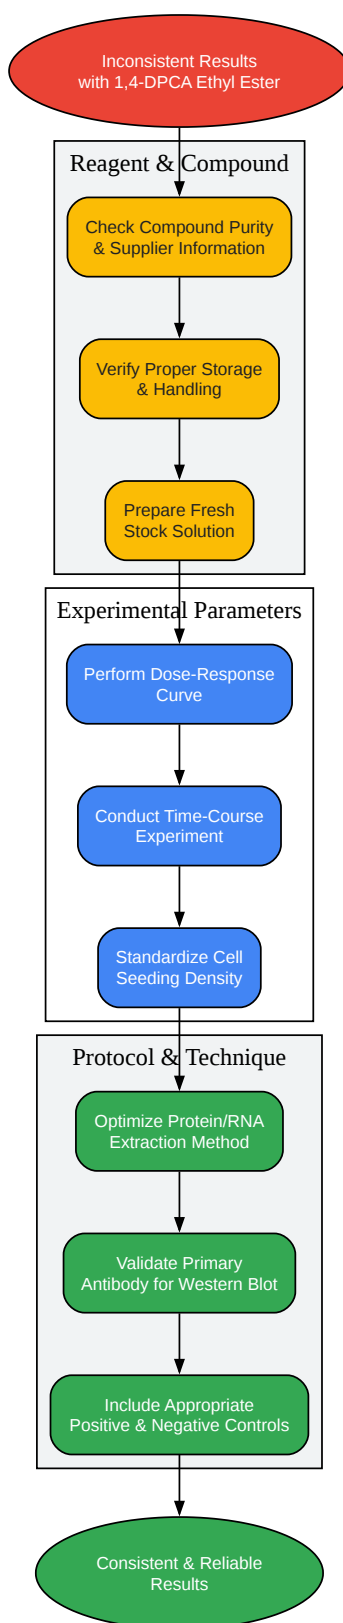 Inconsistent Results
with 1,4-DPCA Ethyl Ester
Reagent & Compound
Check Compound Purity
& Supplier Information
Verify Proper Storage
& Handling
Prepare Fresh
Stock Solution
Experimental Parameters
Perform Dose-Response
Curve
Conduct Time-Course
Experiment
Standardize Cell
Seeding Density
Protocol & Technique
Optimize Protein/RNA
Extraction Method
Validate Primary
Antibody for Western Blot
Include Appropriate
Positive & Negative Controls
Consistent & Reliable
Results